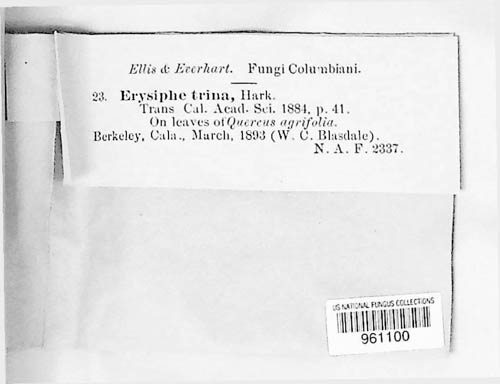 Ellis & Everhart. Fungi Columbiani.
23. Erysiphe trina, Hark.
Trans Cal. Acad. Sci. 1884, p. 41.
On leaves of Quercus agrifolia.
Berkeley, Cala., March, 1893 (W. C. Blasdale).
N. A. F. 2337.
US NATIONAL FUNGUS COLLECTIONS
961100